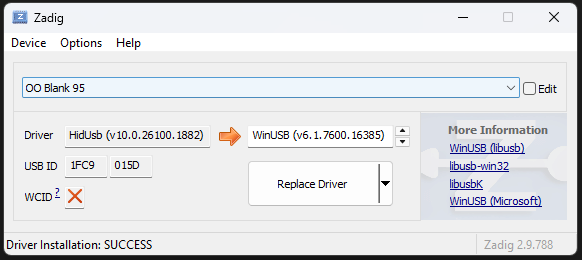 Zadig
Device Options Help
OO Blank 95
Edit
Driver HidUsb (v10.0.26100.1882) WinUSB (v6.1.7600.16385)
USB ID 1FC9 015D
WCID ?
Replace Driver
More Information
WinUSB (libusb)
libusb-win32
libusbK
WinUSB (Microsoft)
Driver Installation: SUCCESS
Zadig 2.9.788